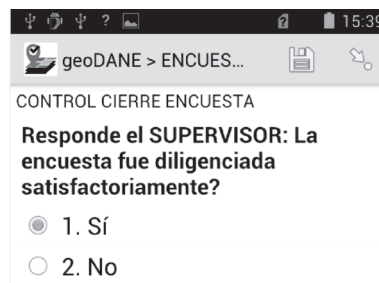 ? 15:39
geoDANE > ENCUES...
CONTROL CIERRE ENCUESTA
Responde el SUPERVISOR: La
encuesta fue diligenciada
satisfactoriamente?
1. Sí
2. No